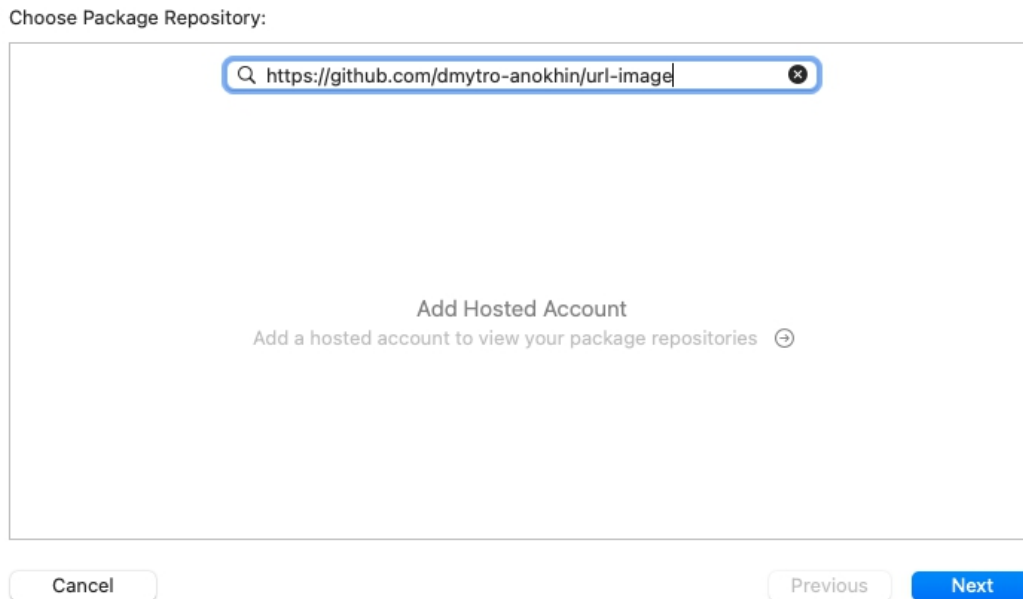 Choose Package Repository:
https://github.com/dmytro-anokhin/url-image
Add Hosted Account
Add a hosted account to view your package repositories
Cancel
Previous
Next